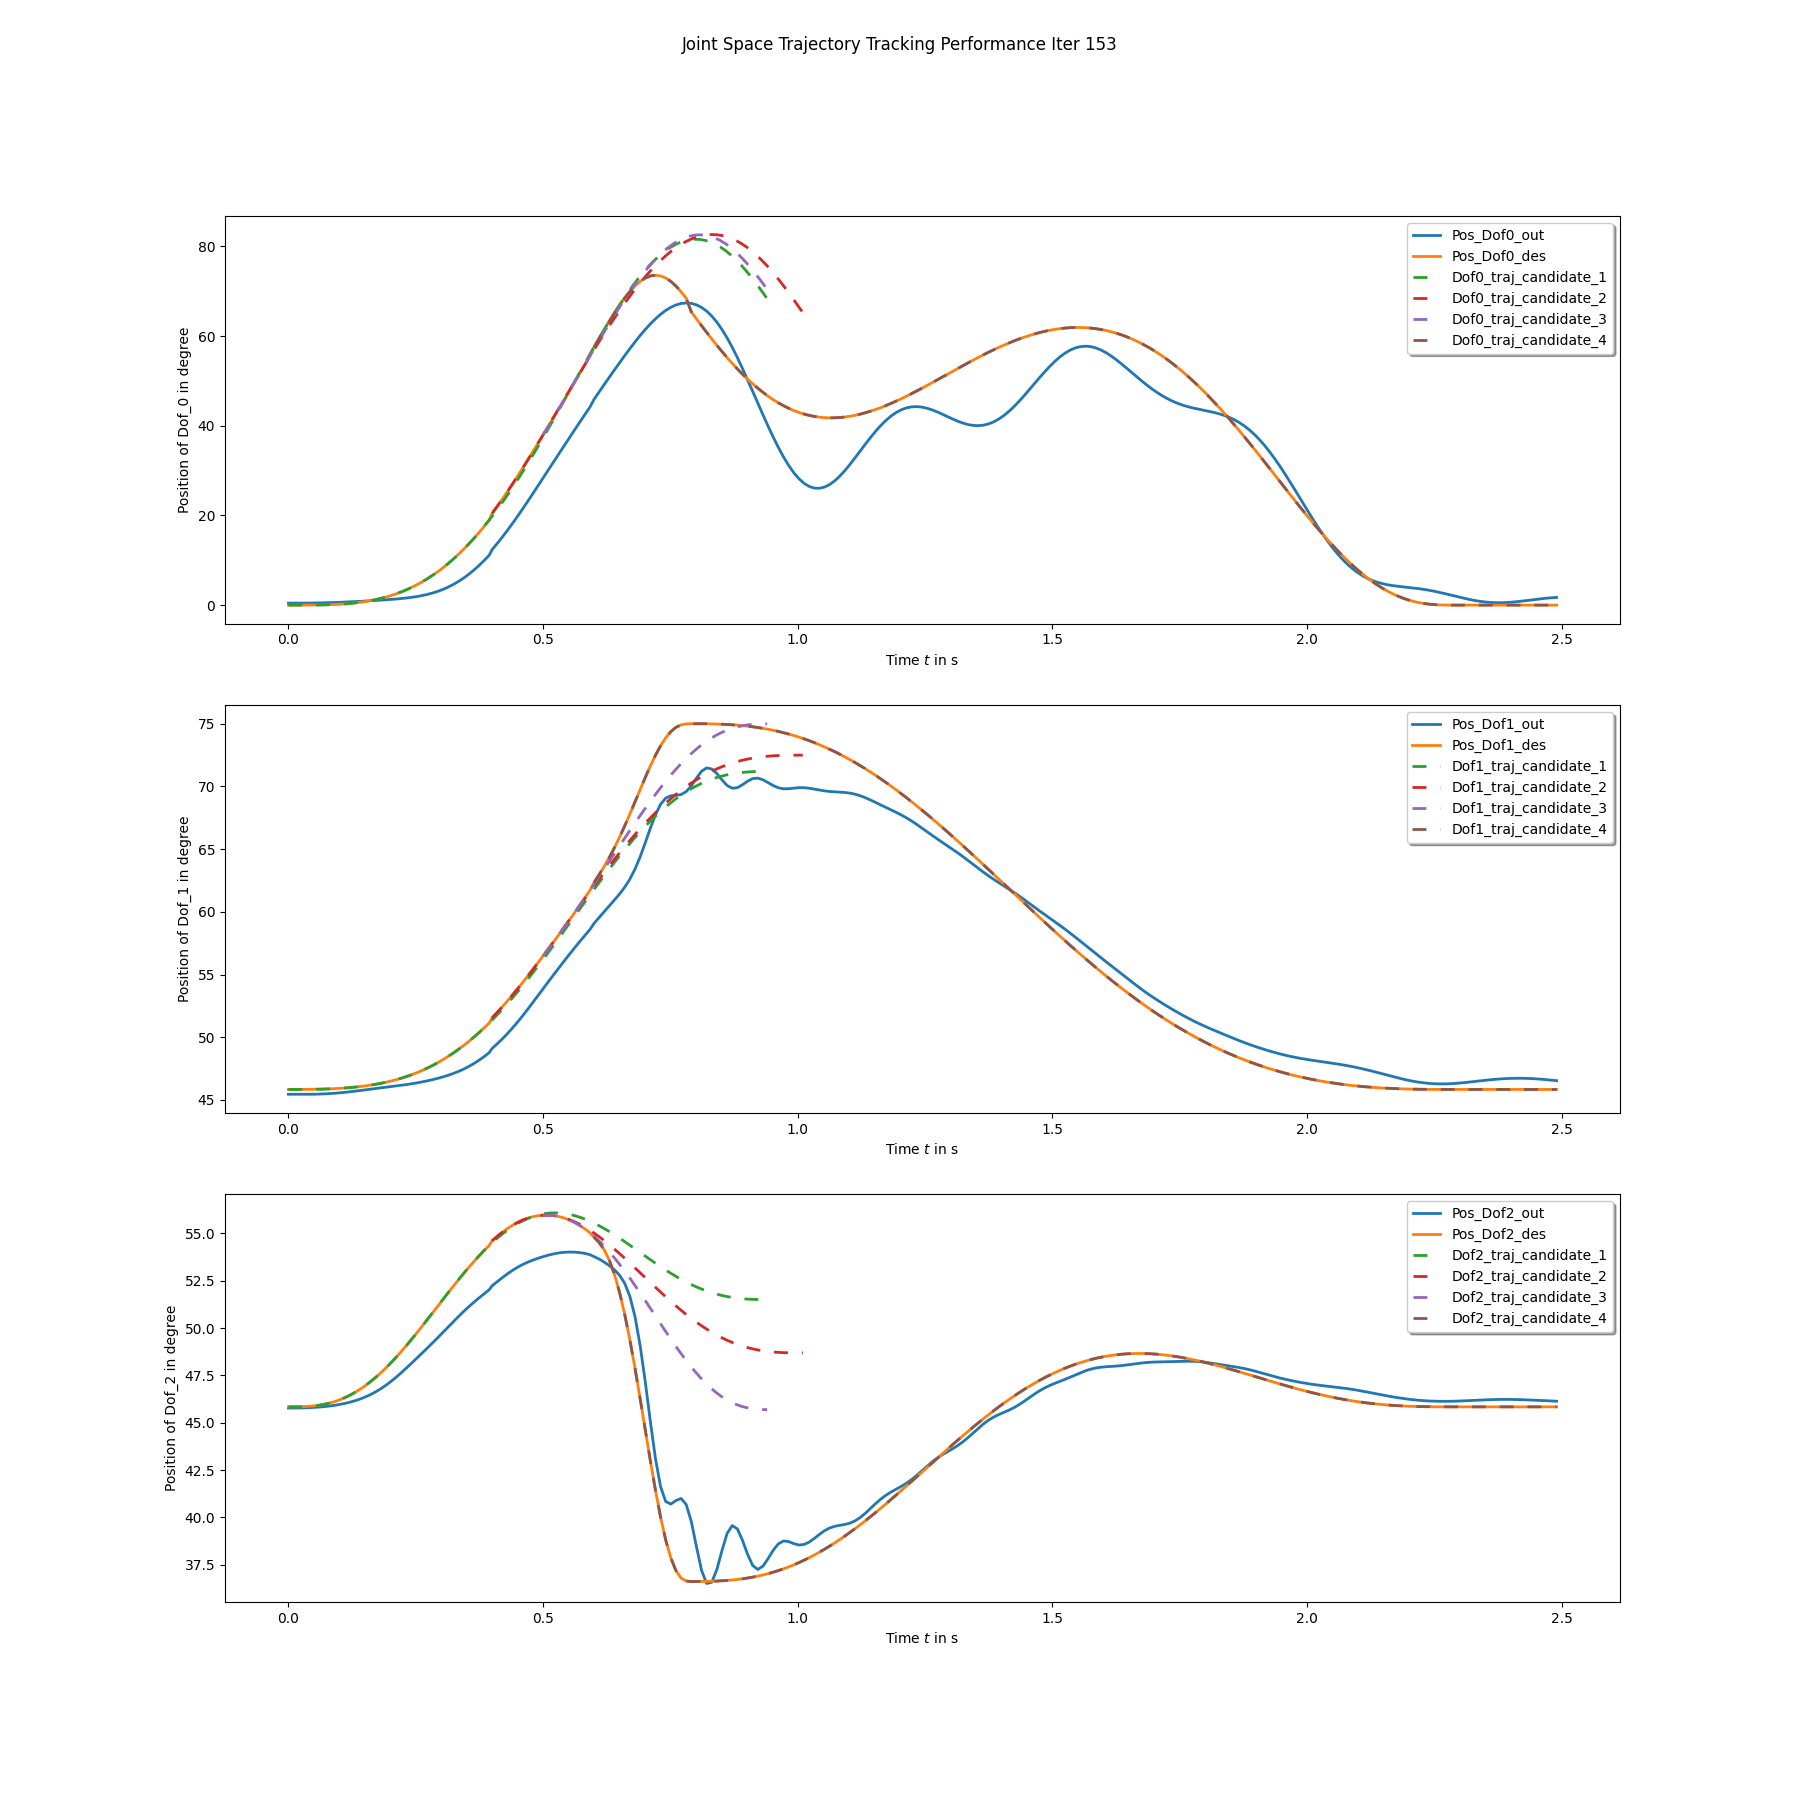 Joint Space Trajectory Tracking Performance Iter 153
Position of Dof_0 in degree
80
60
40
20
0
Pos_Dof0_out
Pos_Dof0_des
Dof0_traj_candidate_1
Dof0_traj_candidate_2
Dof0_traj_candidate_3
Dof0_traj_candidate_4
0.0 0.5 1.0 1.5 2.0 2.5
Time t in s
Position of Dof_1 in degree
75
70
65
60
55
50
45
Pos_Dof1_out
Pos_Dof1_des
Dof1_traj_candidate_1
Dof1_traj_candidate_2
Dof1_traj_candidate_3
Dof1_traj_candidate_4
0.0 0.5 1.0 1.5 2.0 2.5
Time t in s
Position of Dof_2 in degree
55.0
52.5
50.0
47.5
45.0
42.5
40.0
37.5
Pos_Dof2_out
Pos_Dof2_des
Dof2_traj_candidate_1
Dof2_traj_candidate_2
Dof2_traj_candidate_3
Dof2_traj_candidate_4
0.0 0.5 1.0 1.5 2.0 2.5
Time t in s